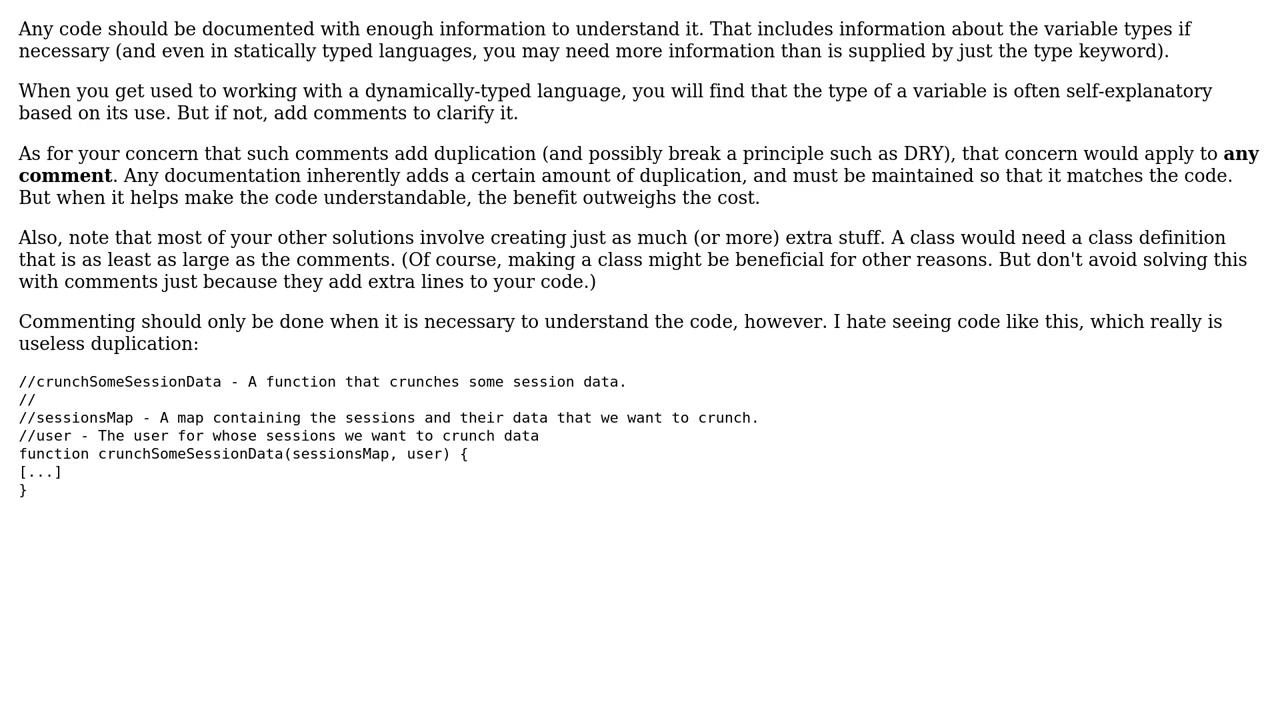 Any code should be documented with enough information to understand it. That includes information about the variable types if
necessary (and even in statically typed languages, you may need more information than is supplied by just the type keyword).
When you get used to working with a dynamically-typed language, you will find that the type of a variable is often self-explanatory
based on its use. But if not, add comments to clarify it.
As for your concern that such comments add duplication (and possibly break a principle such as DRY), that concern would apply to any
comment. Any documentation inherently adds a certain amount of duplication, and must be maintained so that it matches the code.
But when it helps make the code understandable, the benefit outweighs the cost.
Also, note that most of your other solutions involve creating just as much (or more) extra stuff. A class would need a class definition
that is as least as large as the comments. (Of course, making a class might be beneficial for other reasons. But don't avoid solving this
with comments just because they add extra lines to your code.)
Commenting should only be done when it is necessary to understand the code, however. I hate seeing code like this, which really is
useless duplication:
//crunchSomeSessionData - A function that crunches some session data.
//
//sessionsMap - A map containing the sessions and their data that we want to crunch.
//user - The user for whose sessions we want to crunch data
function crunchSomeSessionData(sessionsMap, user) {
[...]
}